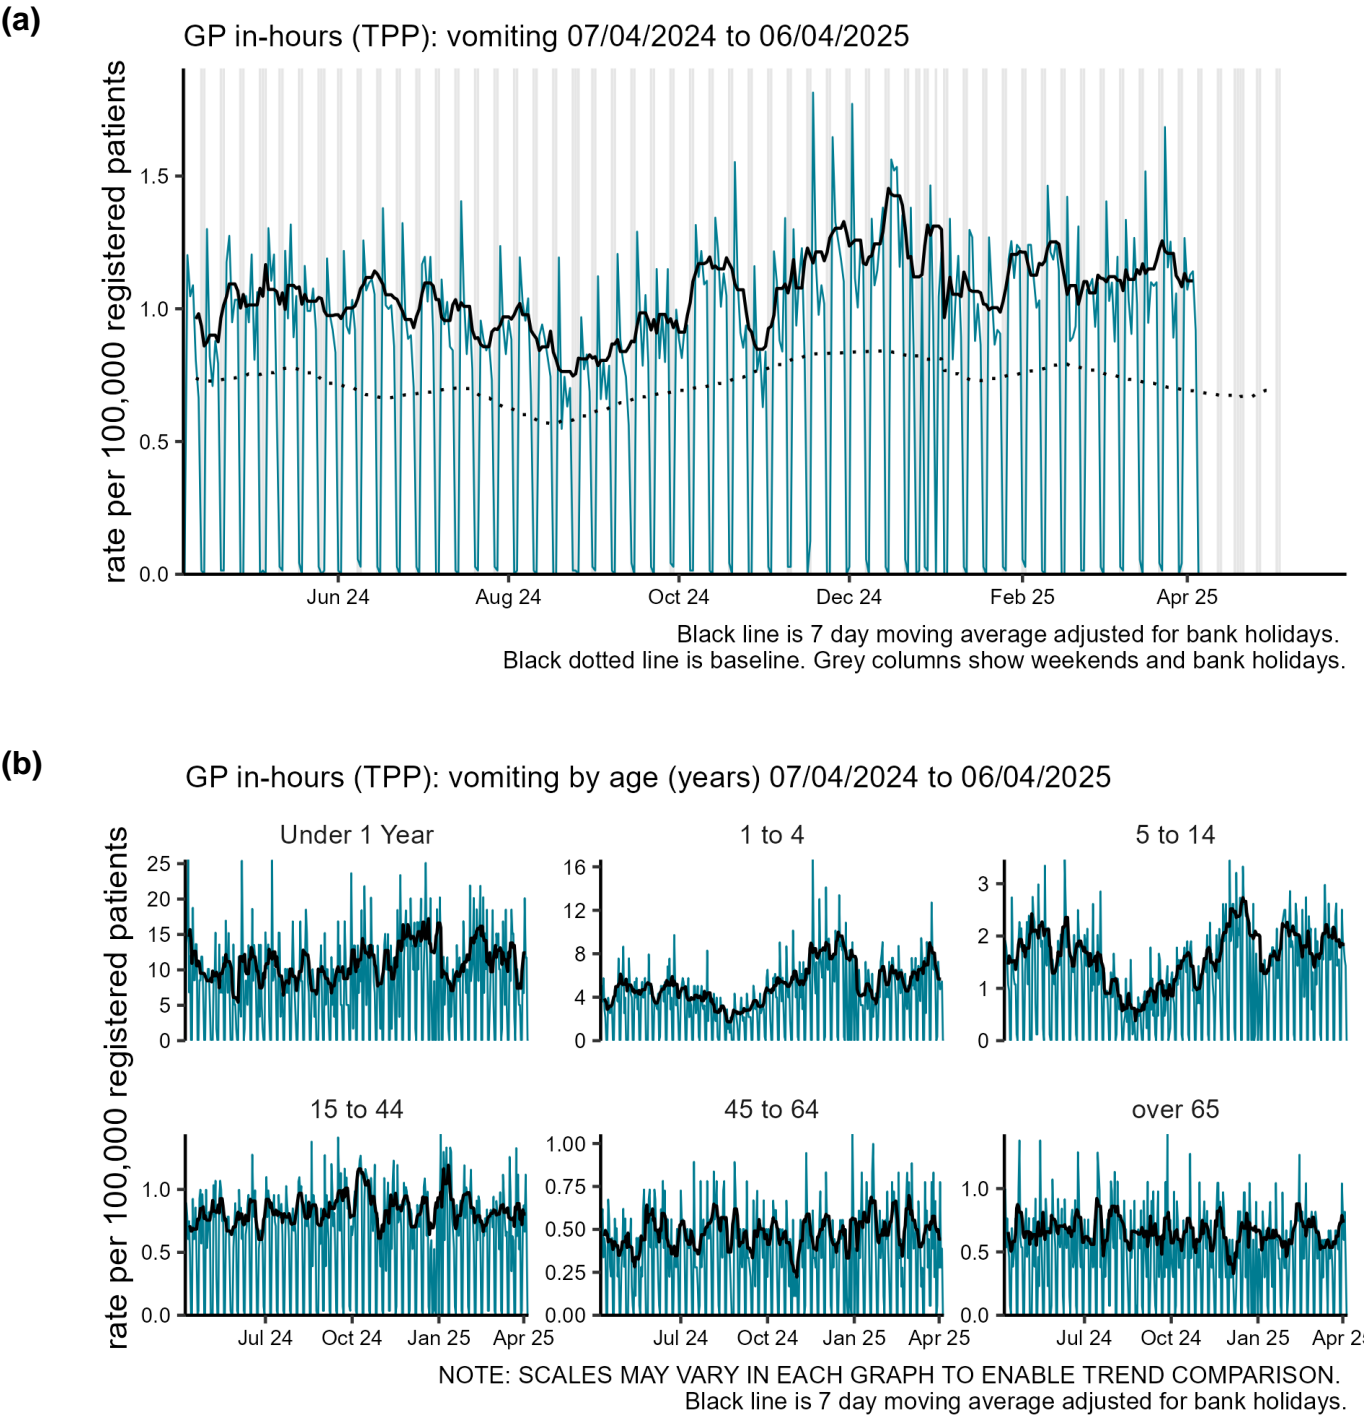 (a)
GP in-hours (TPP): vomiting 07/04/2024 to 06/04/2025
rate per 100,000 registered patients
1.5
1.0
0.5
0.0
Jun 24 Aug 24 Oct 24 Dec 24 Feb 25 Apr 25
Black line is 7 day moving average adjusted for bank holidays.
Black dotted line is baseline. Grey columns show weekends and bank holidays.
(b)
GP in-hours (TPP): vomiting by age (years) 07/04/2024 to 06/04/2025
rate per 100,000 registered patients
Under 1 Year
25
20
15
10
5
0
1 to 4
16
12
8
4
0
5 to 14
3
2
1
0
15 to 44
1.0
0.5
0.0
Jul 24 Oct 24 Jan 25 Apr 25
45 to 64
1.00
0.75
0.50
0.25
0.00
Jul 24 Oct 24 Jan 25 Apr 25
over 65
1.0
0.5
0.0
Jul 24 Oct 24 Jan 25 Apr 25
NOTE: SCALES MAY VARY IN EACH GRAPH TO ENABLE TREND COMPARISON.
Black line is 7 day moving average adjusted for bank holidays.